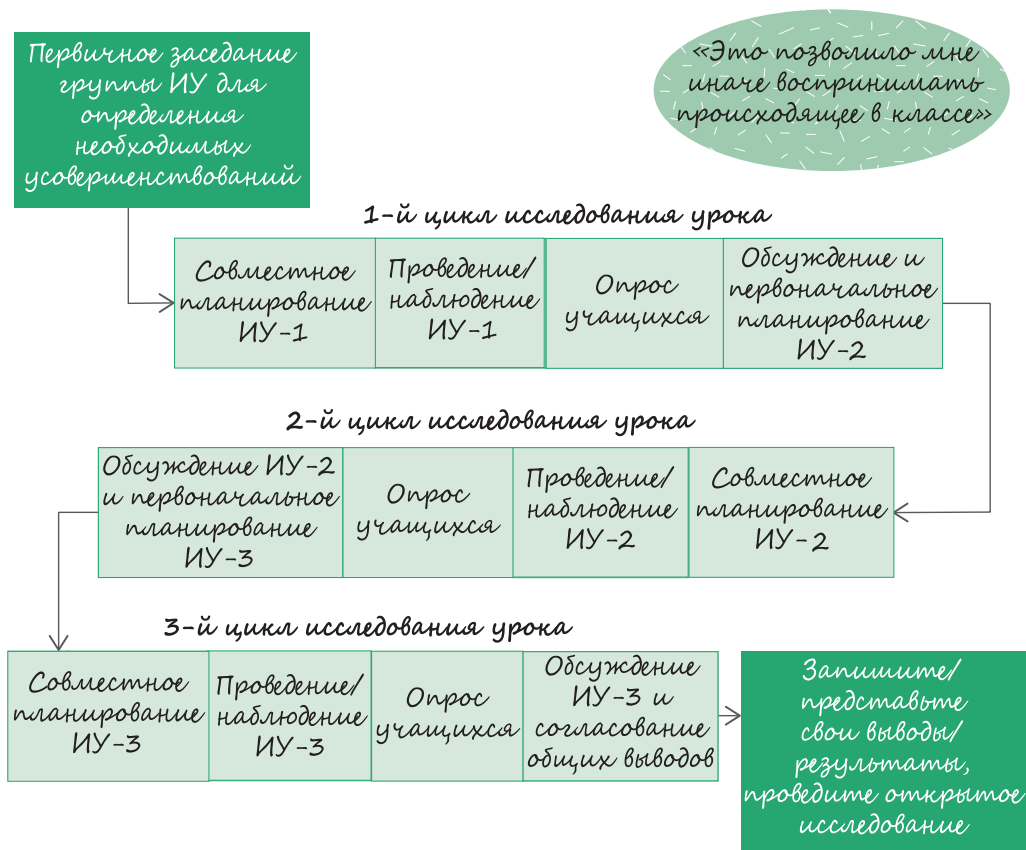 Первичное заседание
группы ИУ для
определения
необходимых
усовершенствований
«Это позволило мне
иначе воспринимать
происходящее в классе»
1-й цикл исследования урока
Совместное
планирование
ИУ-1
Проведение/
наблюдение
ИУ-1
Опрос
учащихся
Обсуждение и
первоначальное
планирование
ИУ-2
2-й цикл исследования урока
Обсуждение ИУ-2
и первоначальное
планирование
ИУ-3
Опрос
учащихся
Проведение/
наблюдение
ИУ-2
Совместное
планирование
ИУ-2
3-й цикл исследования урока
Совместное
планирование
ИУ-3
Проведение/
наблюдение
ИУ-3
Опрос
учащихся
Обсуждение
ИУ-3 и
согласование
общих выводов
Запишите/
представьте
свои выводы/
результаты,
проведите открытое
исследование